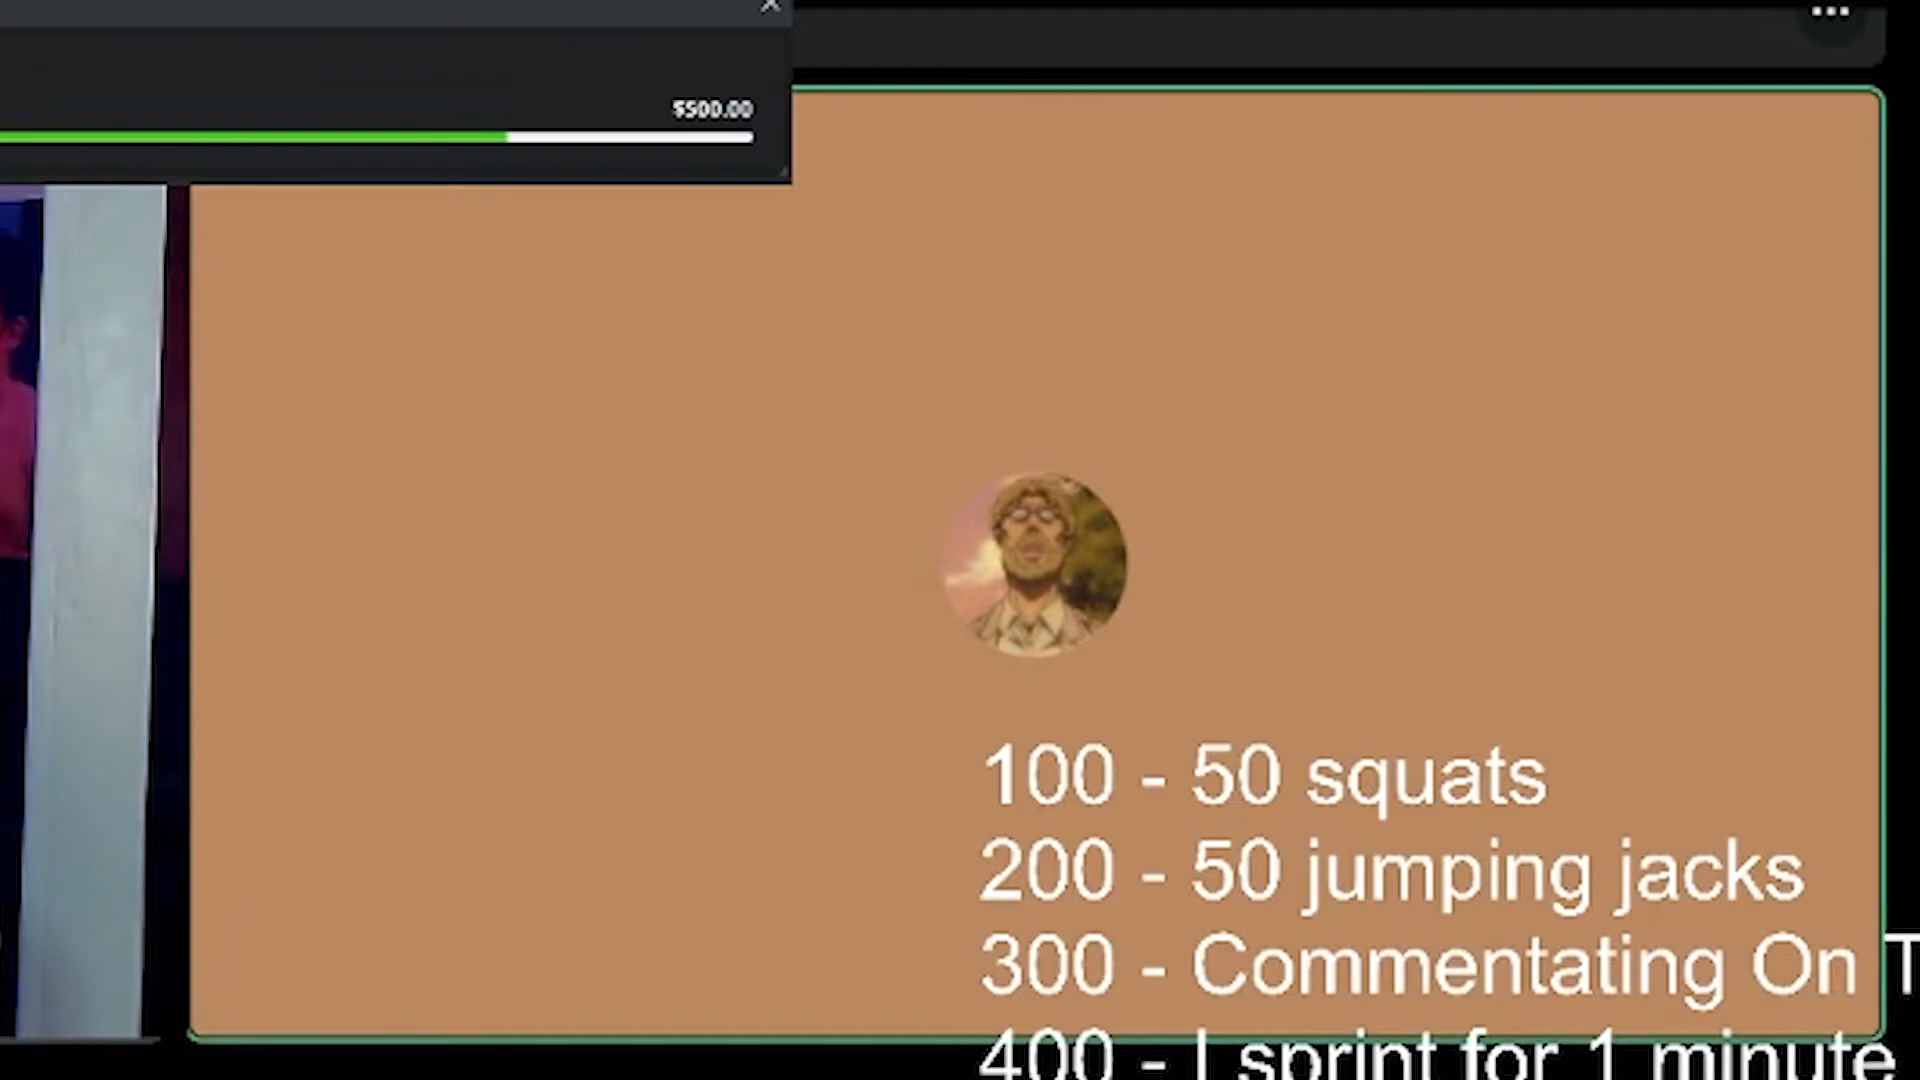 $500.00
100 - 50 squats
200 - 50 jumping jacks
300 - Commentating On T
400 - I sprint for 1 minute